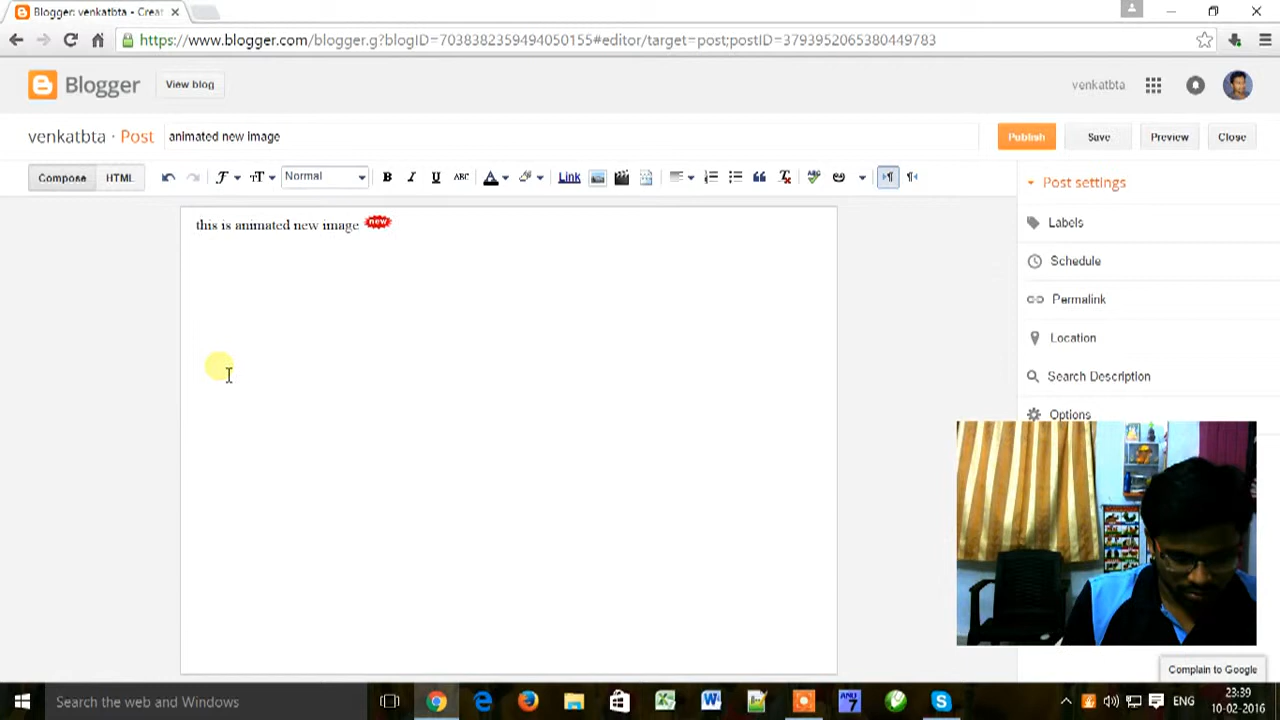 Blogger: venkatbta - Creat
https://www.blogger.com/blogger.g?blogID=7038382359494050155#editor/target=post;postID=3793952065380449783
Blogger
View blog
venkatbta
venkatbta · Post
animated new image
Publish
Save
Preview
Close
Compose
HTML
Normal
B I U ABC A
Link
Post settings
this is animated new image new
Labels
Schedule
Permalink
Location
Search Description
Options
Complain to Google
Search the web and Windows
ENG
23:39
10-02-2016